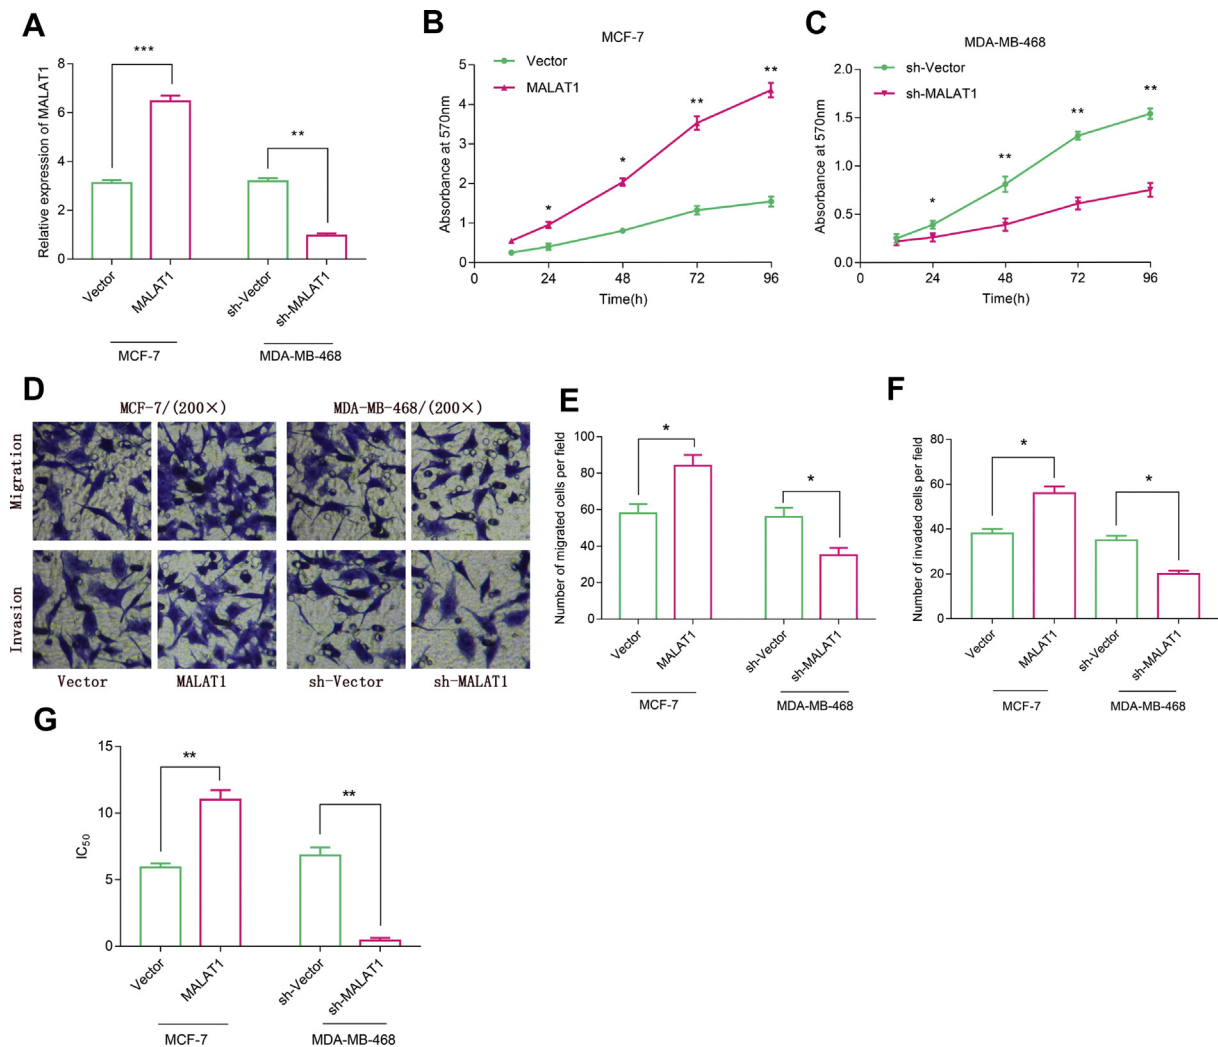 A
Relative expression of MALAT1
8
6
4
2
0
***
**
Vector
MALAT1
sh-Vector
sh-MALAT1
MCF-7
MDA-MB-468
B
MCF-7
Vector
MALAT1
Absorbance at 570nm
5
4
3
2
1
0
*
*
**
**
0
24
48
72
96
Time(h)
C
MDA-MB-468
sh-Vector
sh-MALAT1
Absorbance at 570nm
2.0
1.5
1.0
0.5
0.0
*
**
**
**
0
24
48
72
96
Time(h)
D
MCF-7/(200×)
MDA-MB-468/(200×)
Migration
Invasion
Vector
MALAT1
sh-Vector
sh-MALAT1
E
Number of migrated cells per field
100
80
60
40
20
0
*
*
Vector
MALAT1
sh-Vector
sh-MALAT1
MCF-7
MDA-MB-468
F
Number of invaded cells per field
80
60
40
20
0
*
*
Vector
MALAT1
sh-Vector
sh-MALAT1
MCF-7
MDA-MB-468
G
IC50
15
10
5
0
**
**
Vector
MALAT1
sh-Vector
sh-MALAT1
MCF-7
MDA-MB-468